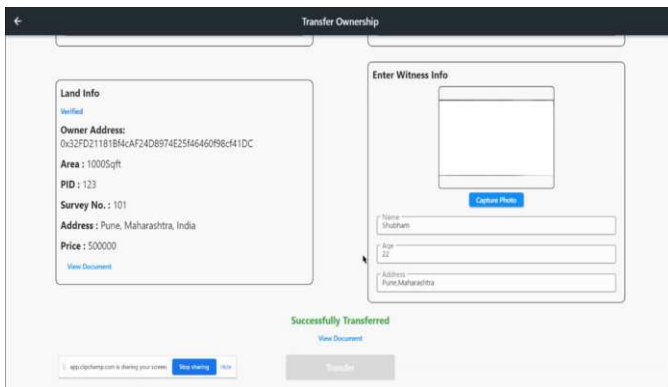 Transfer Ownership
Land Info
Verified
Owner Address:
0x32FD21181Bf4cAF24D8974E25f46460f98cf41DC
Area : 1000Sqft
PID : 123
Survey No. : 101
Address : Pune, Maharashtra, India
Price : 500000
View Document
Enter Witness Info
Capture Photo
Name
Shubham
Age
22
Address
Pune,Maharashtra
Successfully Transferred
View Document
app.clipchamp.com is sharing your screen. Stop sharing Hide
Transfer